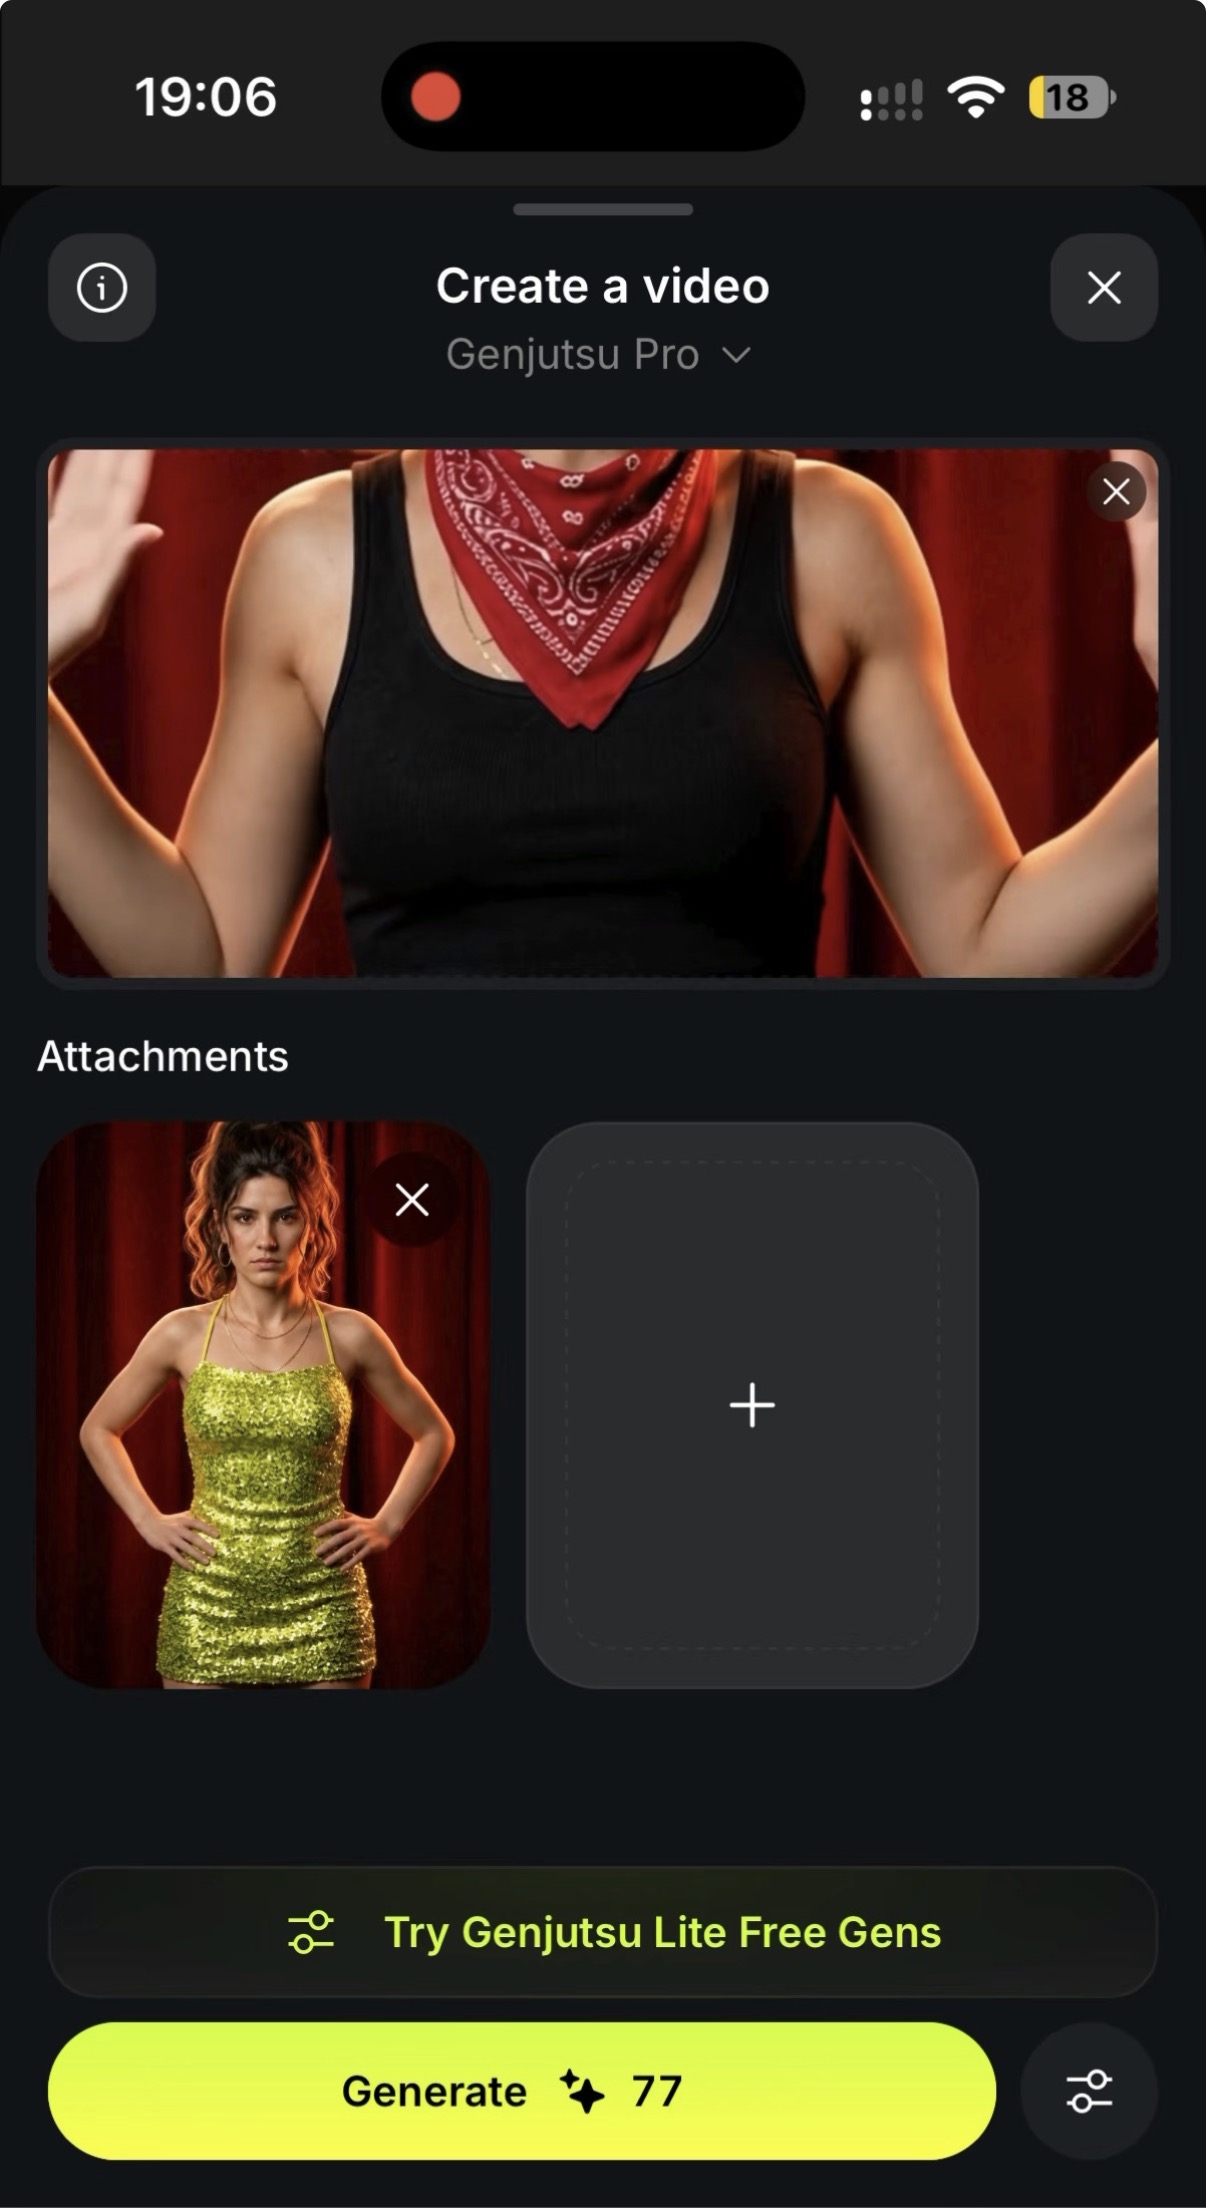 19:06
18
Create a video
Genjutsu Pro
Attachments
Try Genjutsu Lite Free Gens
Generate 77